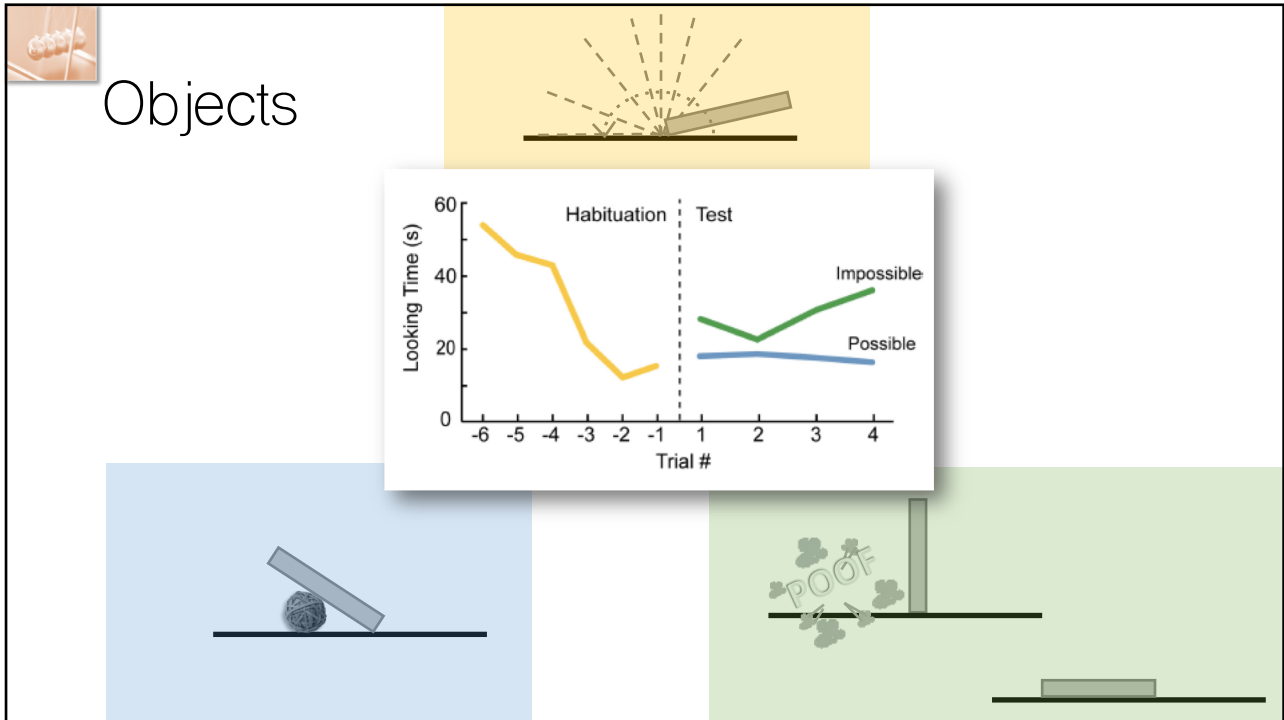 Objects
60
Habituation
Test
Looking Time (s)
40
Impossible
20
Possible
0
-6 -5 -4 -3 -2 -1 1 2 3 4
Trial #
POOF